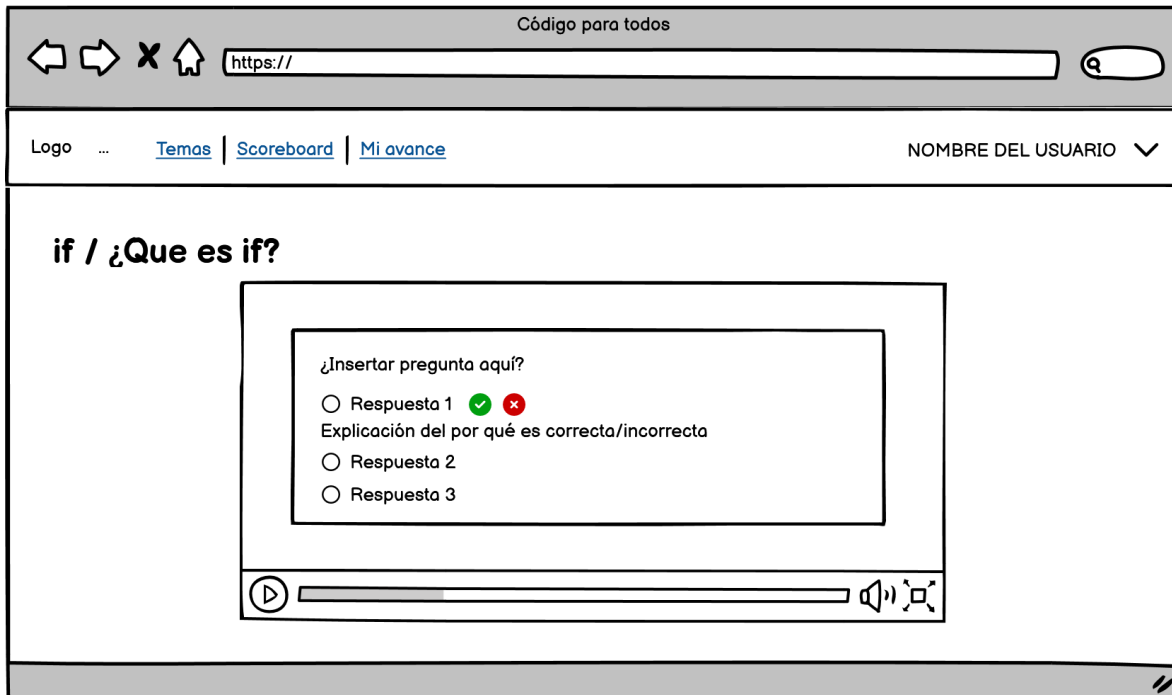 Código para todos
https://
Logo ... Temas Scoreboard Mi avance NOMBRE DEL USUARIO
if / ¿Que es if?
¿Insertar pregunta aquí?
Respuesta 1
Explicación del por qué es correcta/incorrecta
Respuesta 2
Respuesta 3